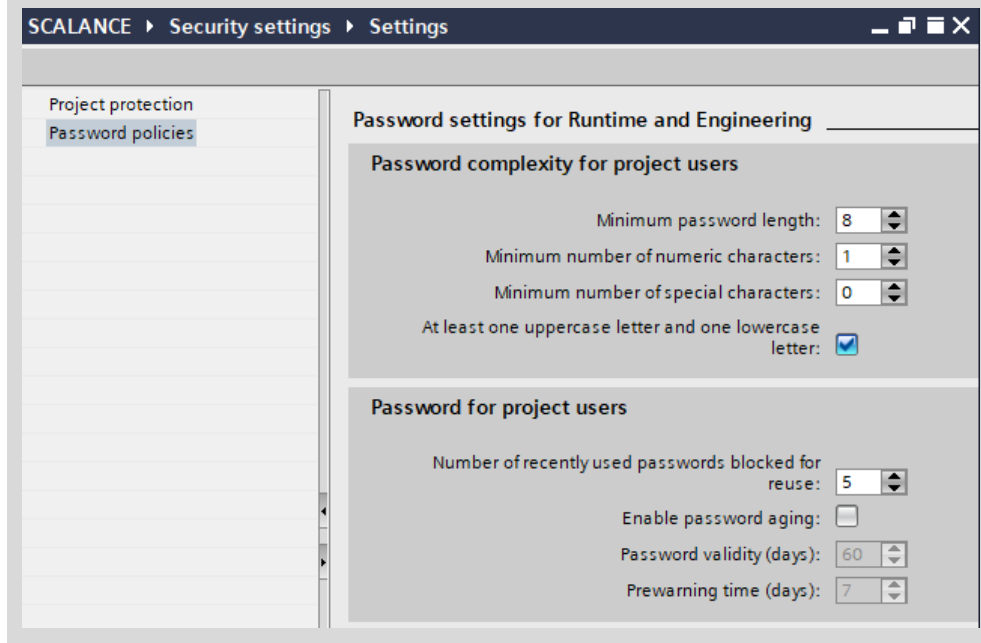 SCALANCE ▸ Security settings ▸ Settings
Project protection
Password policies
Password settings for Runtime and Engineering
Password complexity for project users
Minimum password length: 8
Minimum number of numeric characters: 1
Minimum number of special characters: 0
At least one uppercase letter and one lowercase
letter:
Password for project users
Number of recently used passwords blocked for
reuse: 5
Enable password aging:
Password validity (days): 60
Prewarning time (days): 7